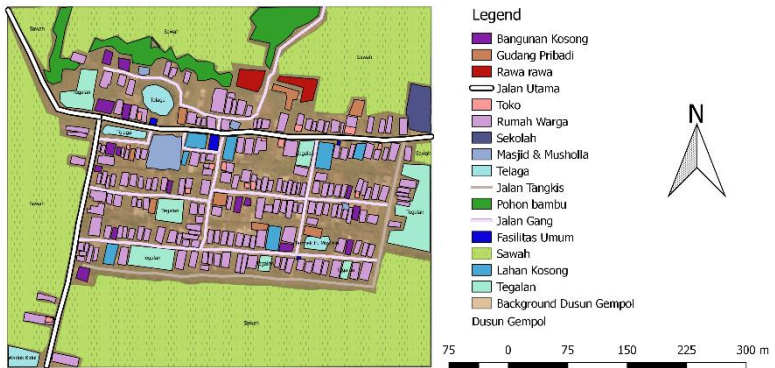 Sawah
Sawah
Sawah
Tegalan
Telaga
Telaga
Sawah
Sawah
Tegalan
Tegalan
Tegalan
Sawah
Legend
Bangunan Kosong
Gudang Pribadi
Rawa rawa
Jalan Utama
Toko
Rumah Warga
Sekolah
Masjid & Musholla
Telaga
Jalan Tangkis
Pohon bambu
Jalan Gang
Fasilitas Umum
Sawah
Lahan Kosong
Tegalan
Background Dusun Gempol
Dusun Gempol
N
75 0 75 150 225 300 m